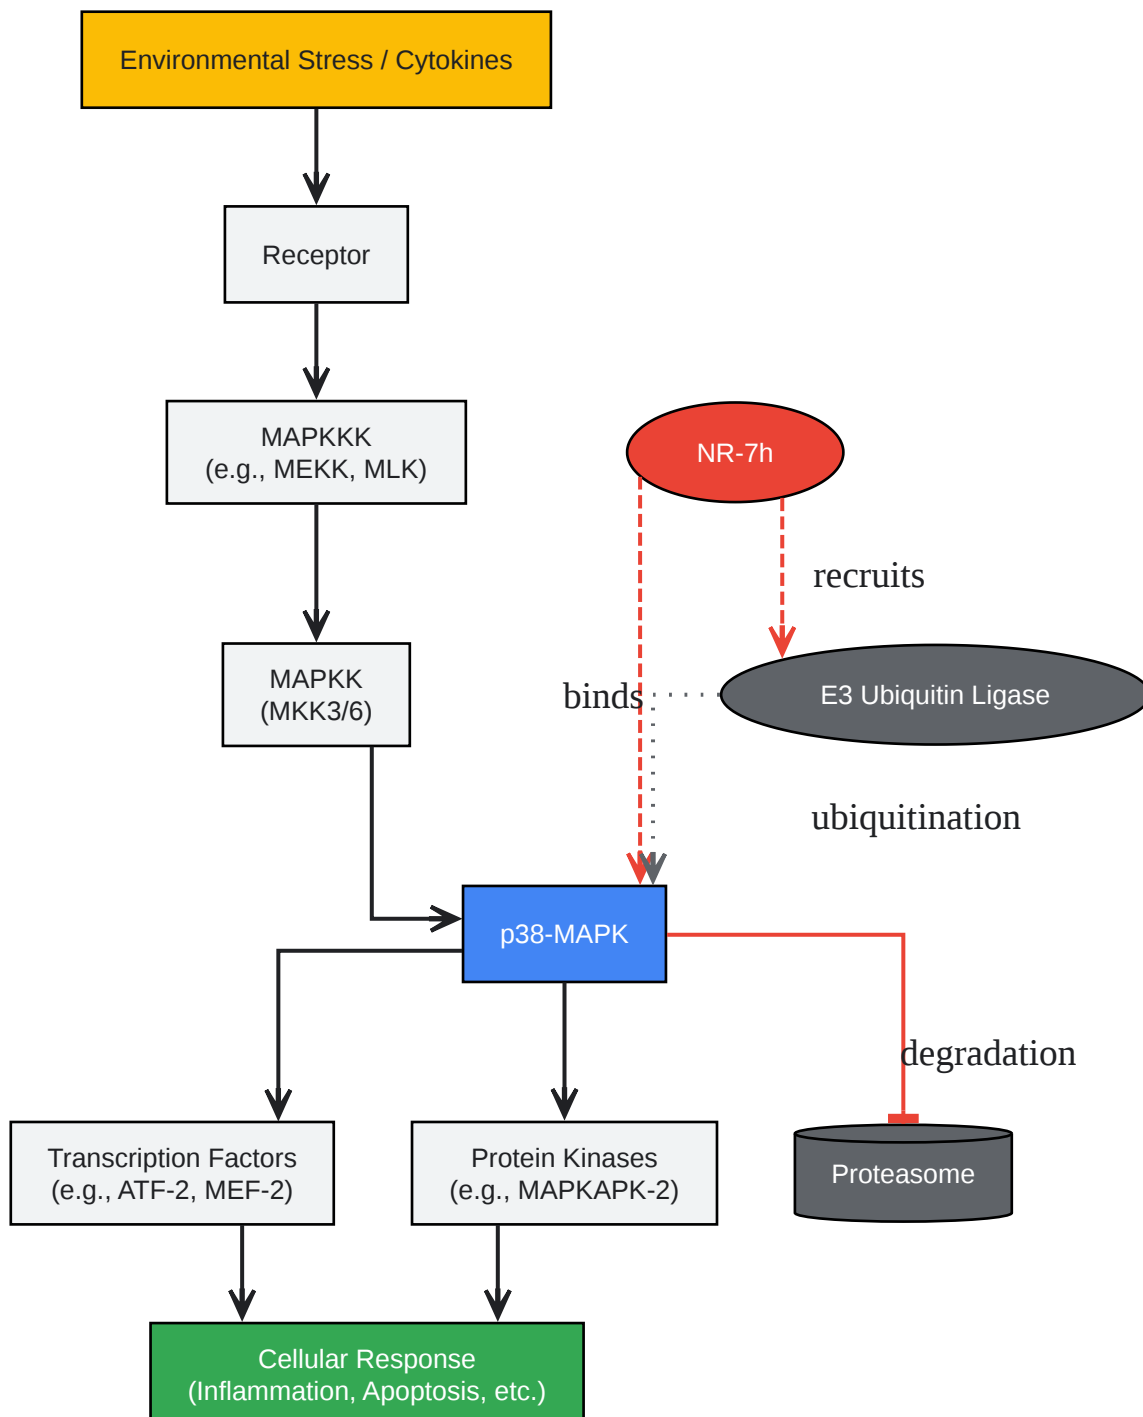 Environmental Stress / Cytokines
Receptor
MAPKKK
(e.g., MEKK, MLK)
NR-7h
recruits
MAPKK
(MKK3/6)
binds
E3 Ubiquitin Ligase
ubiquitination
p38-MAPK
degradation
Transcription Factors
(e.g., ATF-2, MEF-2)
Protein Kinases
(e.g., MAPKAPK-2)
Proteasome
Cellular Response
(Inflammation, Apoptosis, etc.)